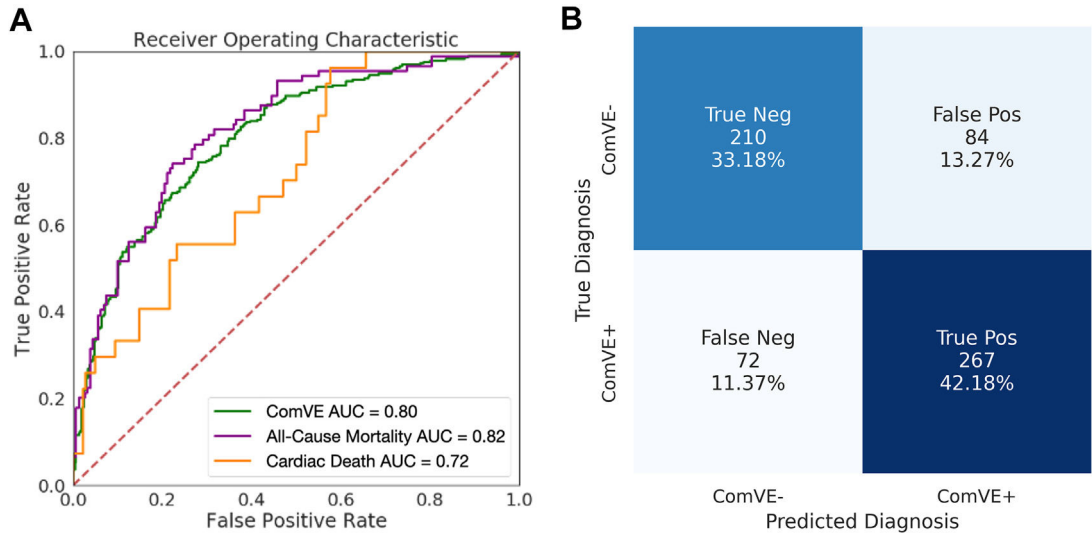 A
Receiver Operating Characteristic
1.0
0.8
0.6
0.4
0.2
0.0
True Positive Rate
0.0
0.2
0.4
0.6
0.8
1.0
False Positive Rate
ComVE AUC = 0.80
All-Cause Mortality AUC = 0.82
Cardiac Death AUC = 0.72
B
True Diagnosis
ComVE-
ComVE+
True Neg
210
33.18%
False Pos
84
13.27%
False Neg
72
11.37%
True Pos
267
42.18%
ComVE-
ComVE+
Predicted Diagnosis